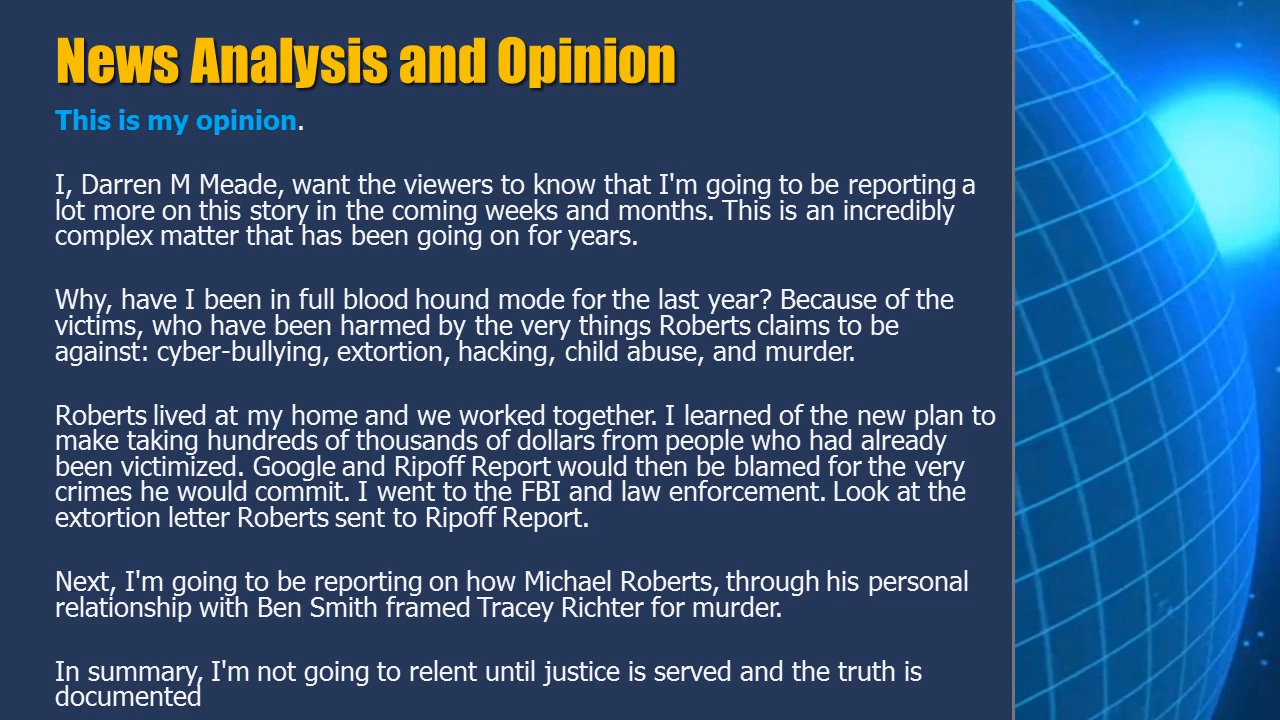 News Analysis and Opinion
This is my opinion.
I, Darren M Meade, want the viewers to know that I'm going to be reporting a
lot more on this story in the coming weeks and months. This is an incredibly
complex matter that has been going on for years.
Why, have I been in full blood hound mode for the last year? Because of the
victims, who have been harmed by the very things Roberts claims to be
against: cyber-bullying, extortion, hacking, child abuse, and murder.
Roberts lived at my home and we worked together. I learned of the new plan to
make taking hundreds of thousands of dollars from people who had already
been victimized. Google and Ripoff Report would then be blamed for the very
crimes he would commit. I went to the FBI and law enforcement. Look at the
extortion letter Roberts sent to Ripoff Report.
Next, I'm going to be reporting on how Michael Roberts, through his personal
relationship with Ben Smith framed Tracey Richter for murder.
In summary, I'm not going to relent until justice is served and the truth is
documented